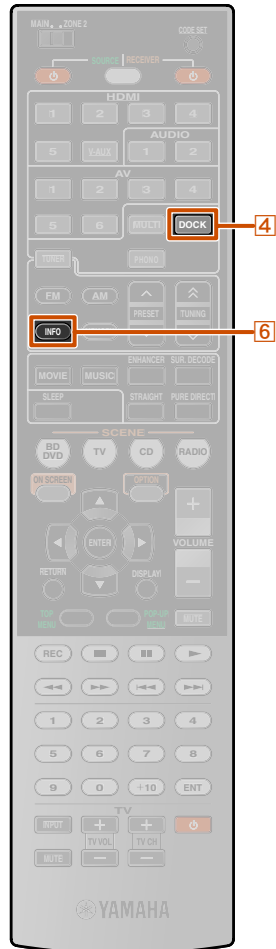 MAIN ZONE 2 CODE SET
SOURCE RECEIVER
HDMI
1 2 3 4
AUDIO
5 V-AUX 1 2
AV
1 2 3 4
5 6 MULTI DOCK 4
TUNER PHONO
FM AM PRESET TUNING
INFO 6
ENHANCER SUR. DECODE
MOVIE MUSIC
SLEEP STRAIGHT PURE DIRECT
SCENE
BD DVD TV CD RADIO
ON SCREEN OPTION
ENTER VOLUME
RETURN DISPLAY
TOP MENU POP-UP MENU MUTE
REC
1 2 3 4
5 6 7 8
9 0 +10 ENT
TV
INPUT TV VOL TV CH
MUTE
YAMAHA